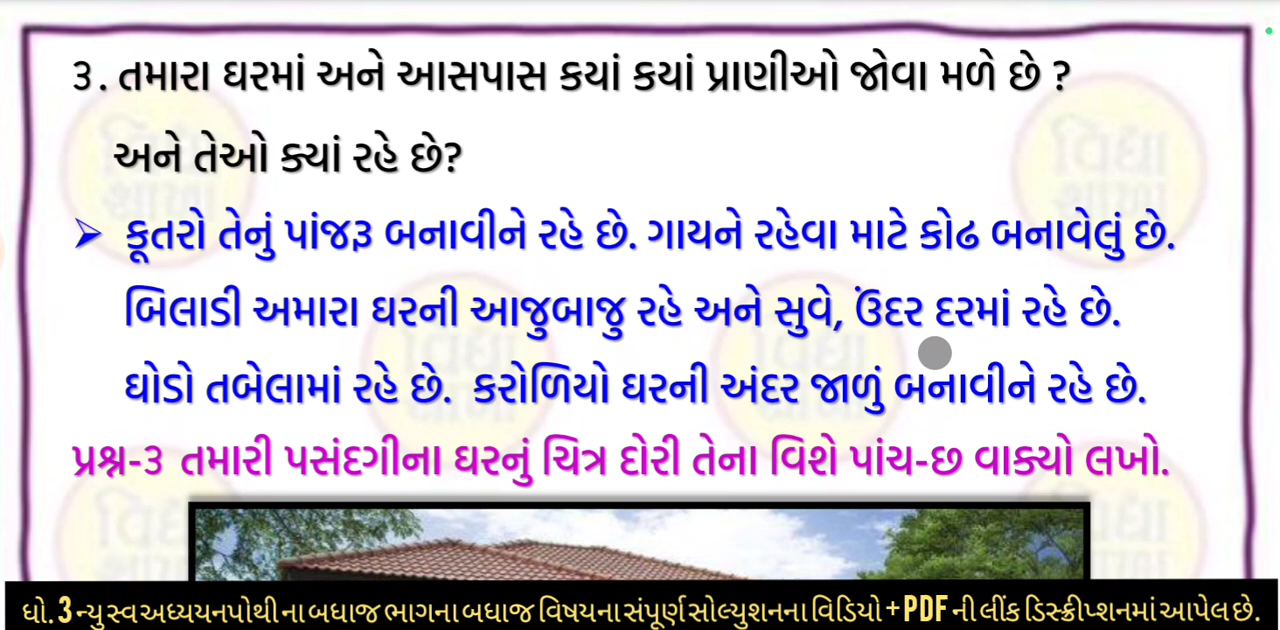 ૩. તમારા ઘરમાં અને આસપાસ કયાં કયાં પ્રાણીઓ જોવા મળે છે ?
અને તેઓ ક્યાં રહે છે?
➢ કૂતરો તેનું પાંજરૂ બનાવીને રહે છે. ગાયને રહેવા માટે કોઢ બનાવેલું છે.
બિલાડી અમારા ઘરની આજુબાજુ રહે અને સુવે, ઉંદર દરમાં રહે છે.
ઘોડો તબેલામાં રહે છે. કરોળિયો ઘરની અંદર જાળું બનાવીને રહે છે.
પ્રશ્ન-૩ તમારી પસંદગીના ઘરનું ચિત્ર દોરી તેના વિશે પાંચ-છ વાક્યો લખો.
ધો. 3 ન્યુ સ્વઅધ્યયનપોથી ના બધાજ ભાગના બધાજ વિષયના સંપૂર્ણ સોલ્યુશનના વિડિયો + PDF ની લીંક ડિસ્ક્રીપ્શનમાં આપેલ છે.
વિદ્યા
વિદ્યા
વિદ્યા
વિદ્યા